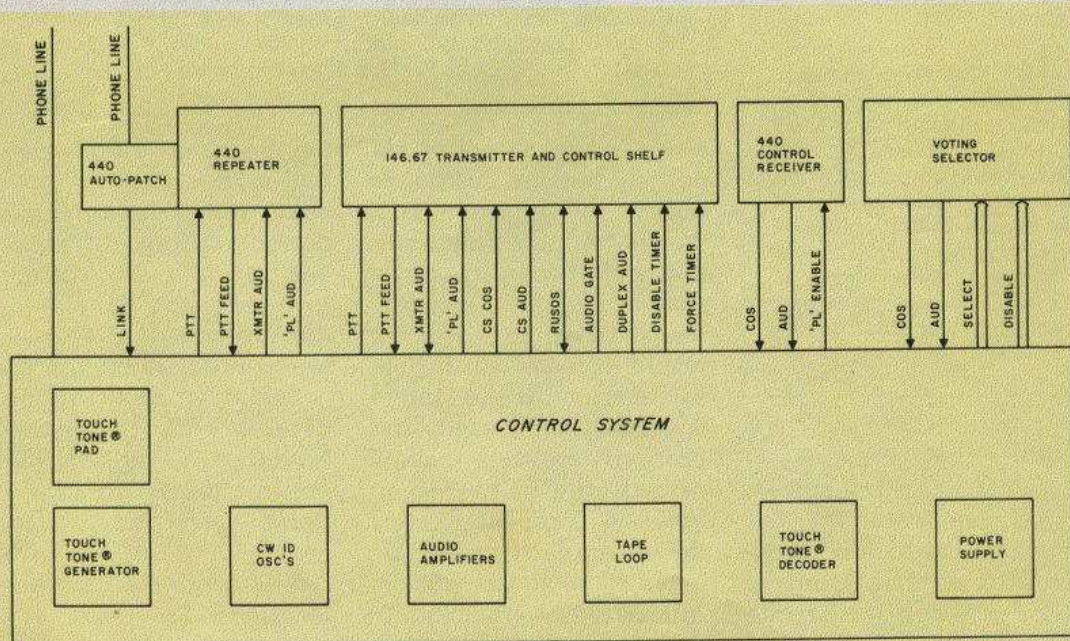 PHONE LINE
PHONE LINE
440
AUTO-PATCH
440
REPEATER
146.67 TRANSMITTER AND CONTROL SHELF
440
CONTROL
RECEIVER
VOTING
SELECTOR
LINK
PTT
PTT FEED
XMTR AUD
'PL' AUD
PTT
PTT FEED
XMTR AUD
'PL' AUD
CS COS
CS AUD
RUSOS
AUDIO GATE
DUPLEX AUD
DISABLE TIMER
FORCE TIMER
COS
AUD
'PL' ENABLE
COS
AUD
SELECT
DISABLE
CONTROL SYSTEM
TOUCH
TONE®
PAD
TOUCH
TONE®
GENERATOR
CW ID
OSC'S
AUDIO
AMPLIFIERS
TAPE
LOOP
TOUCH
TONE®
DECODER
POWER
SUPPLY